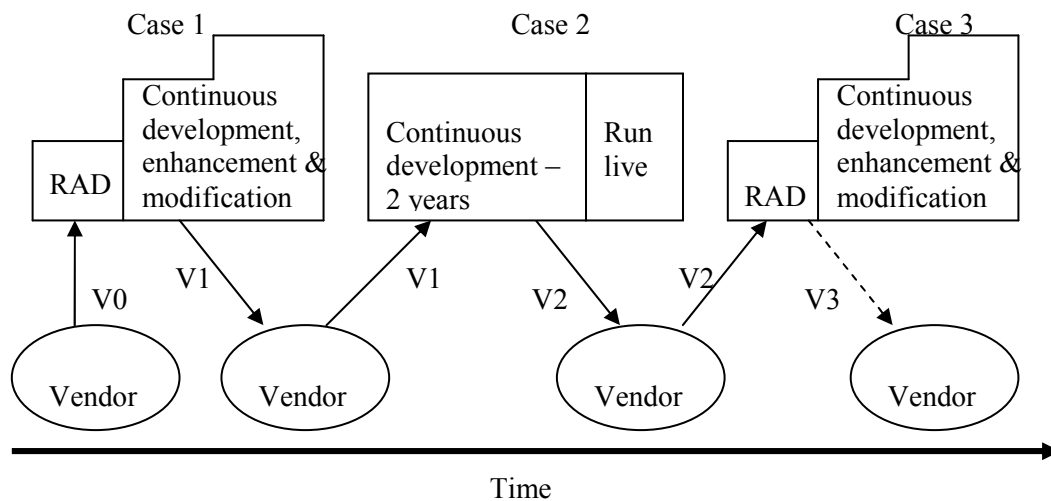 Case 1
Case 2
Case 3
RAD
Continuous
development,
enhancement &
modification
Continuous
development –
2 years
Run
live
RAD
Continuous
development,
enhancement &
modification
V0
V1
V1
V2
V2
V3
Vendor
Vendor
Vendor
Vendor
Time